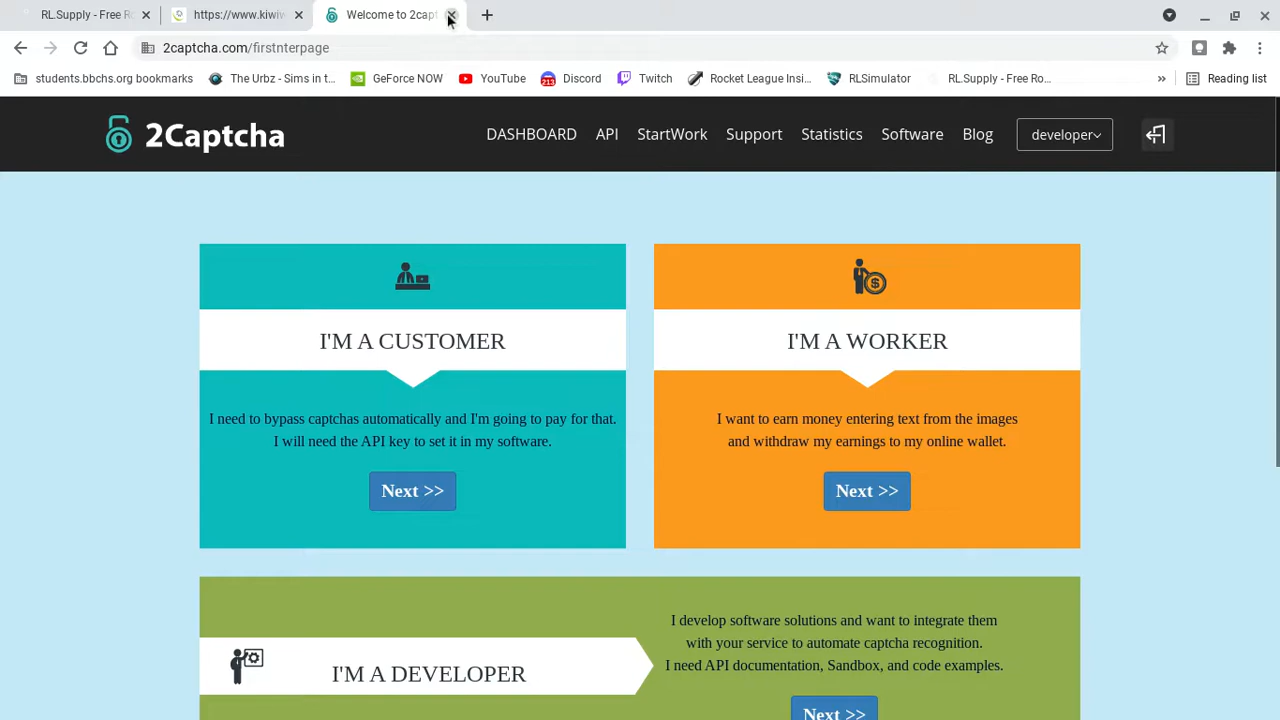 RL.Supply - Free Ro
https://www.kiwiw
Welcome to 2capt
2captcha.com/firstnterpage
students.bbchs.org bookmarks
The Urbz - Sims in t...
GeForce NOW
YouTube
213
Discord
Twitch
Rocket League Insi...
RLSimulator
RL.Supply - Free Ro...
»
Reading list
2Captcha
DASHBOARD
API
StartWork
Support
Statistics
Software
Blog
developer
I'M A CUSTOMER
I need to bypass captchas automatically and I'm going to pay for that.
I will need the API key to set it in my software.
Next >>
$
I'M A WORKER
I want to earn money entering text from the images
and withdraw my earnings to my online wallet.
Next >>
I'M A DEVELOPER
I develop software solutions and want to integrate them
with your service to automate captcha recognition.
I need API documentation, Sandbox, and code examples.
Next >>